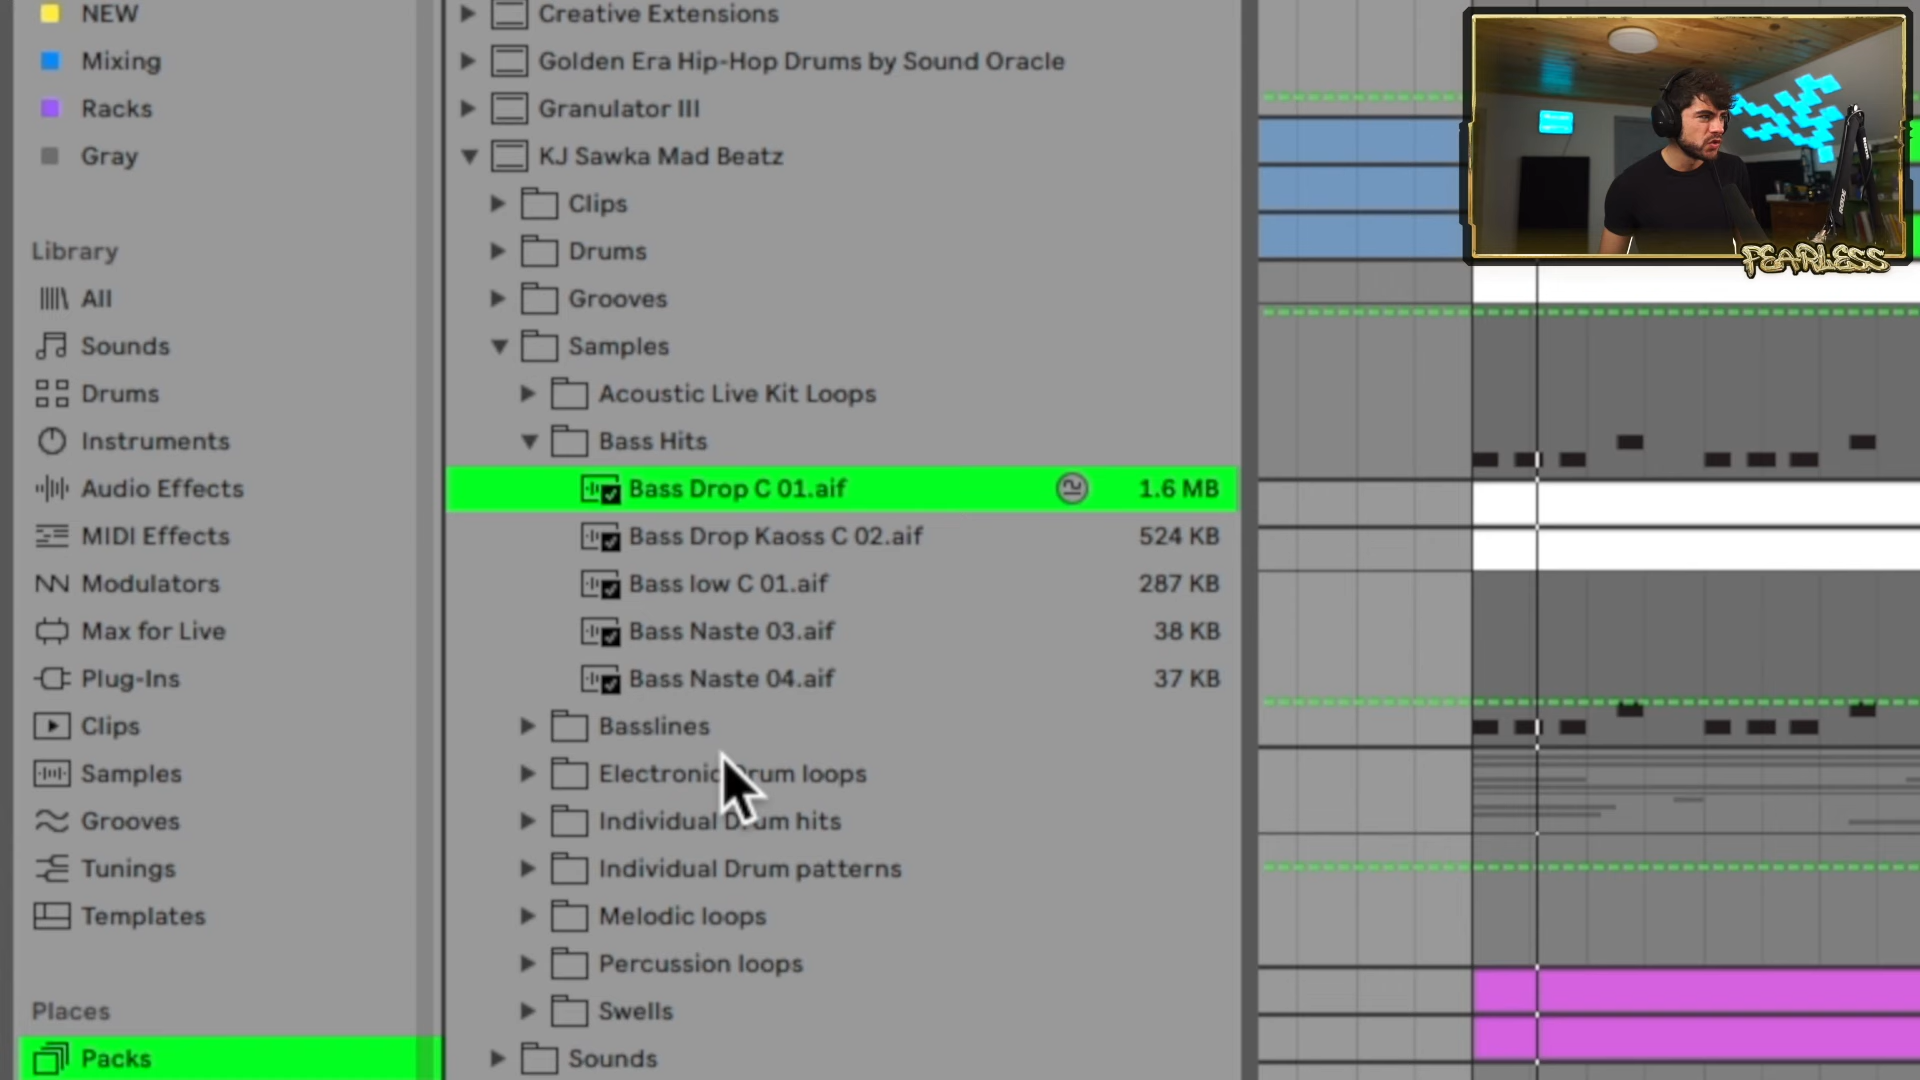 NEW
Mixing
Racks
Gray
Library
All
Sounds
Drums
Instruments
Audio Effects
MIDI Effects
Modulators
Max for Live
Plug-Ins
Clips
Samples
Grooves
Tunings
Templates
Places
Packs
Creative Extensions
Golden Era Hip-Hop Drums by Sound Oracle
Granulator III
KJ Sawka Mad Beatz
Clips
Drums
Grooves
Samples
Acoustic Live Kit Loops
Bass Hits
Bass Drop C 01.aif 1.6 MB
Bass Drop Kaoss C 02.aif 524 KB
Bass low C 01.aif 287 KB
Bass Naste 03.aif 38 KB
Bass Naste 04.aif 37 KB
Basslines
Electronic Drum loops
Individual Drum hits
Individual Drum patterns
Melodic loops
Percussion loops
Swells
Sounds
FEARLESS
RODE